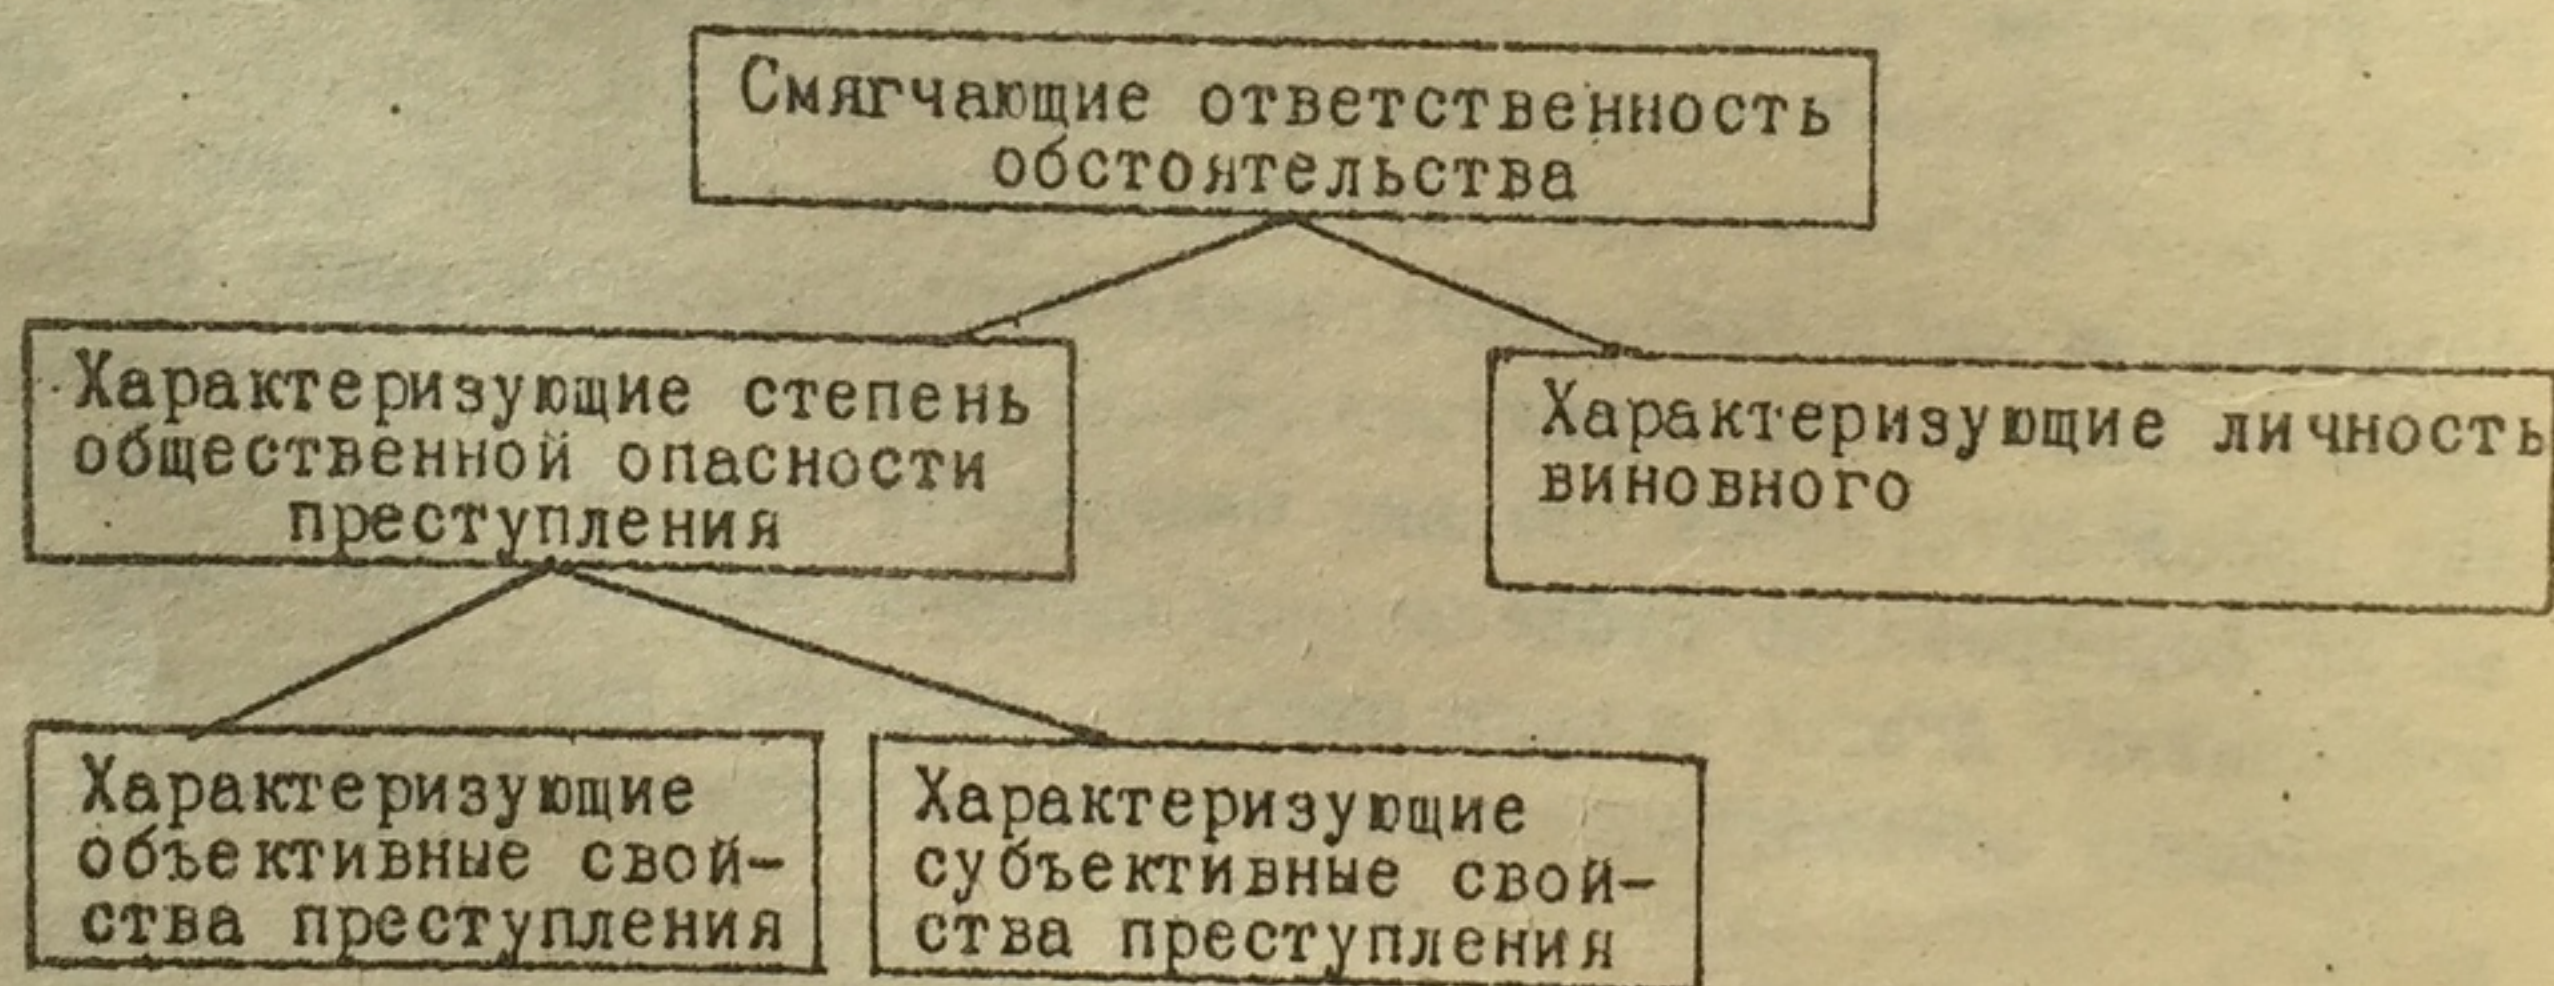 Смягчающие ответственность
обстоятельства
Характеризующие степень
общественной опасности
преступления
Характеризующие личность
виновного
Характеризующие
объективные свой-
ства преступления
Характеризующие
субъективные свой-
ства преступления